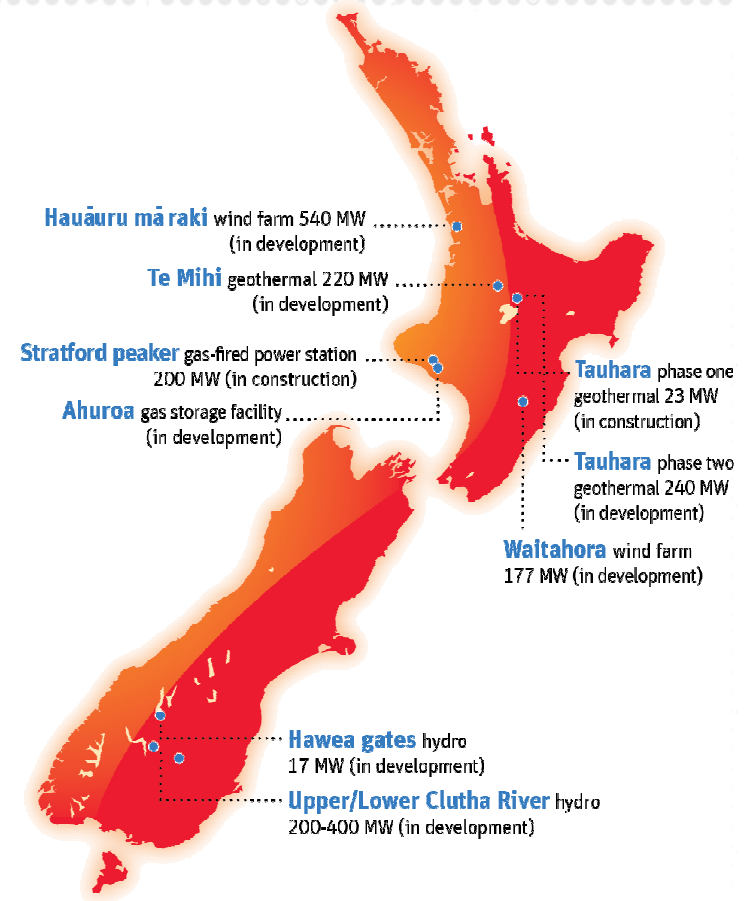 Hauāuru mā raki wind farm 540 MW
(in development)
Te Mihi geothermal 220 MW
(in development)
Stratford peaker gas-fired power station
200 MW (in construction)
Ahuroa gas storage facility
(in development)
Tauhara phase one
geothermal 23 MW
(in construction)
Tauhara phase two
geothermal 240 MW
(in development)
Waitahora wind farm
177 MW (in development)
Hawea gates hydro
17 MW (in development)
Upper/Lower Clutha River hydro
200-400 MW (in development)